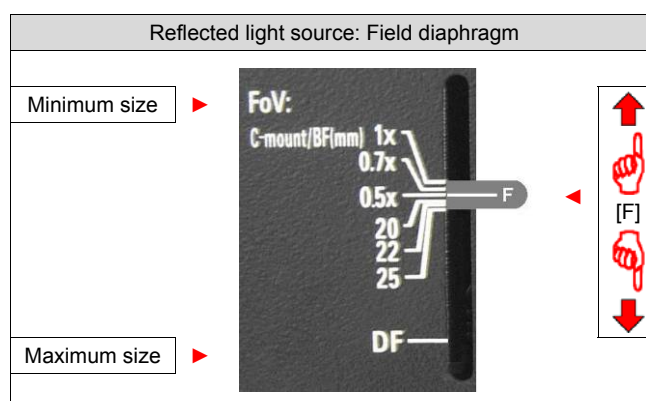 Reflected light source: Field diaphragm
Minimum size
FoV:
C-mount/BF(mm) 1x
0.7x
0.5x
F
[F]
20
22
25
DF
Maximum size